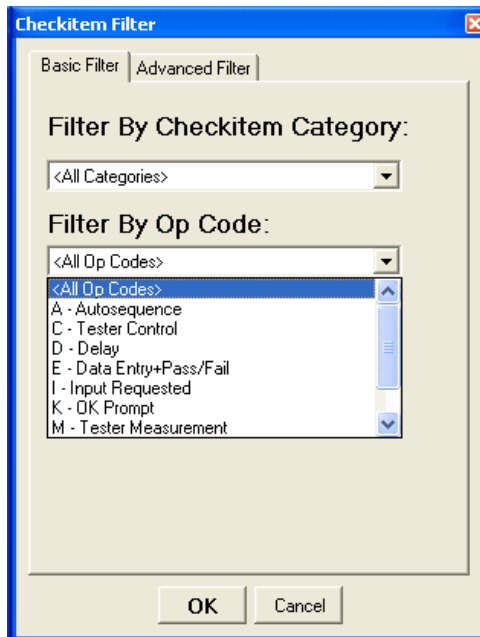 Checkitem Filter
Basic Filter Advanced Filter
Filter By Checkitem Category:
<All Categories>
Filter By Op Code:
<All Op Codes>
<All Op Codes>
A - Autosequence
C - Tester Control
D - Delay
E - Data Entry+Pass/Fail
I - Input Requested
K - OK Prompt
M - Tester Measurement
OK Cancel